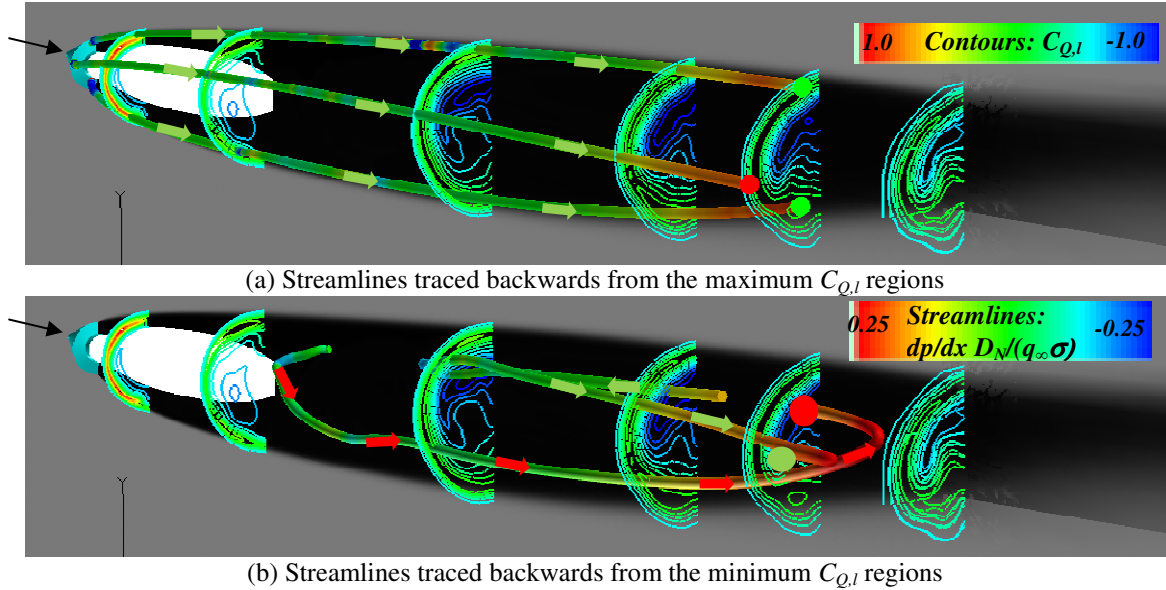 1.0 Contours: C_{Q,l} -1.0
Y
(a) Streamlines traced backwards from the maximum C_{Q,l} regions
0.25 Streamlines: -0.25
dp/dx D_N/(q_∞σ)
Y
(b) Streamlines traced backwards from the minimum C_{Q,l} regions